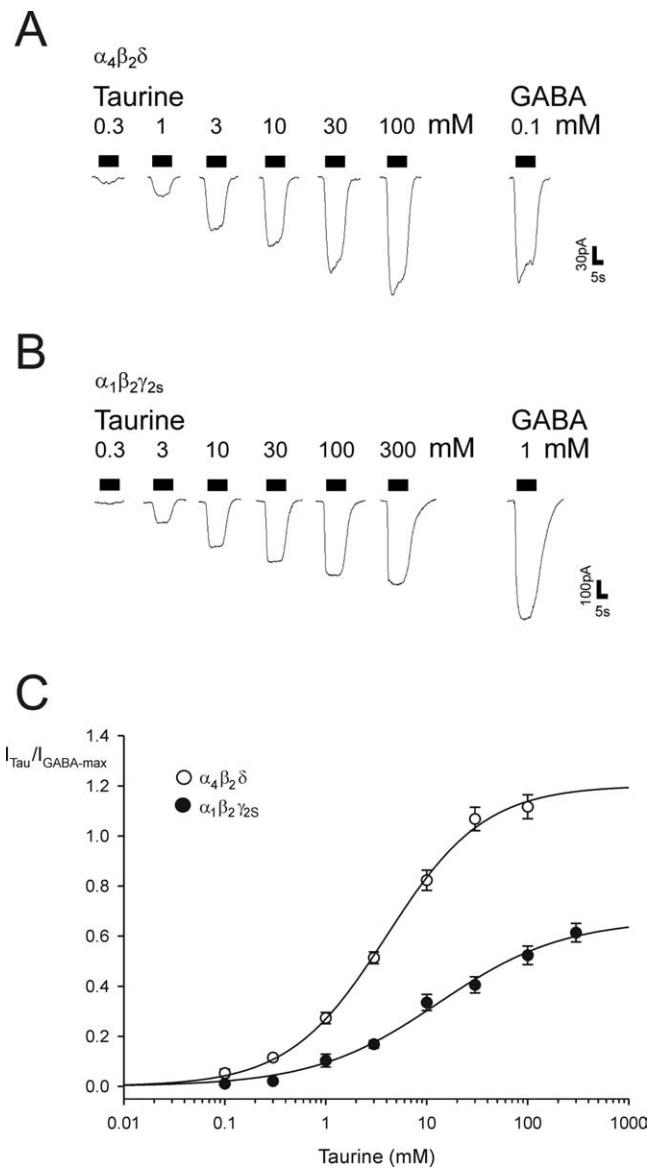 A
α4β2δ
Taurine GABA
0.3 1 3 10 30 100 mM 0.1 mM
30pA
5s
B
α1β2γ2s
Taurine GABA
0.3 3 10 30 100 300 mM 1 mM
100pA
5s
C
1.4
ITau/IGABA-max
1.2
α4β2δ
α1β2γ2S
1.0
0.8
0.6
0.4
0.2
0.0
0.01 0.1 1 10 100 1000
Taurine (mM)